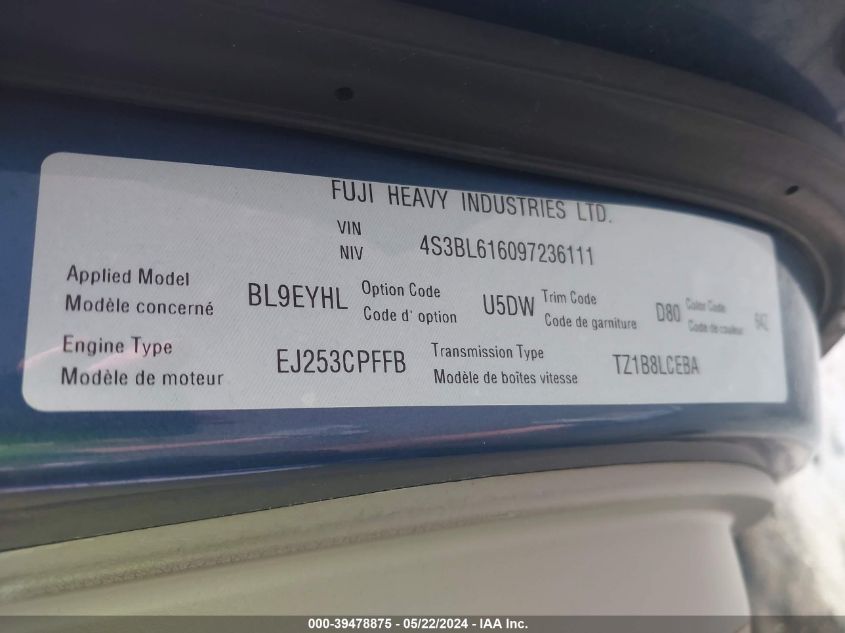 FUJI HEAVY INDUSTRIES LTD.
VIN
NIV
4S3BL616097236111
Applied Model
Modèle concerné
BL9EYHL
Option Code
Code d' option
U5DW
Trim Code
Code de garniture
D80
Color Code
Code de couleur
64Z
Engine Type
Modèle de moteur
EJ253CPFFB
Transmission Type
Modèle de boîtes vitesse
TZ1B8LCEBA
000-39478875 - 05/22/2024 - IAA Inc.